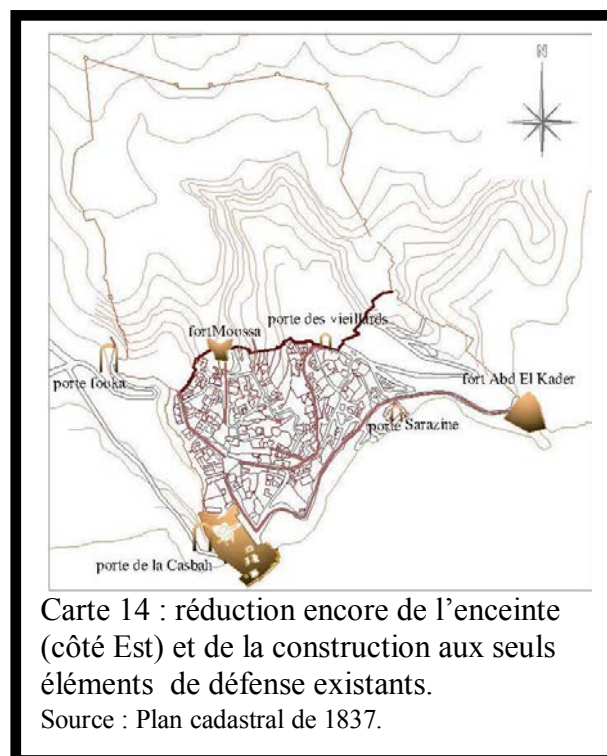 N
porte des vieillards
fortMoussa
porte fouka
fort Abd El Kader
porte Sarazine
porte de la Casbah
Carte 14 : réduction encore de l’enceinte
(côté Est) et de la construction aux seuls
éléments de défense existants.
Source : Plan cadastral de 1837.